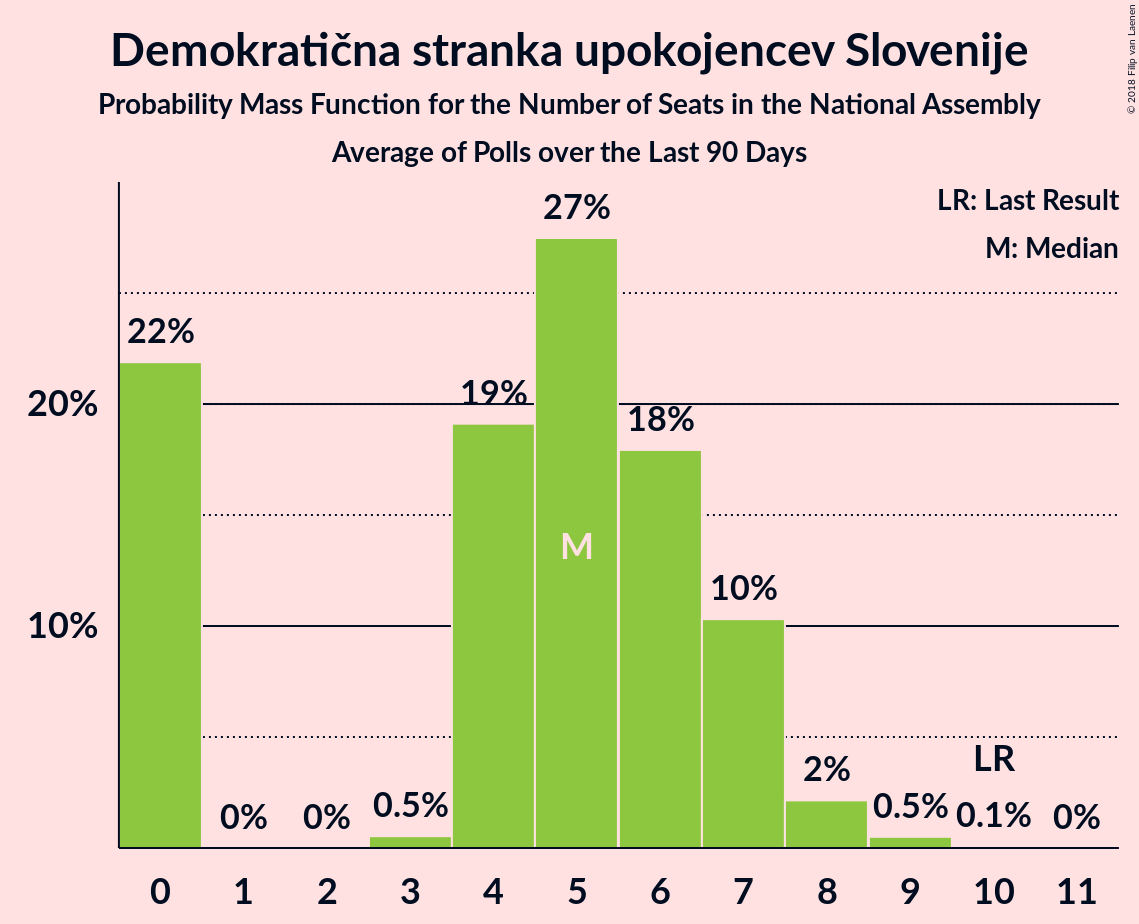 Demokratična stranka upokojencev Slovenije
Probability Mass Function for the Number of Seats in the National Assembly
Average of Polls over the Last 90 Days
© 2018 Filip van Laenen
LR: Last Result
M: Median
27%
22%
20%
19%
18%
M
10%
10%
LR
2%
0%
0%
0.5%
0.5%
0.1%
0%
0 1 2 3 4 5 6 7 8 9 10 11